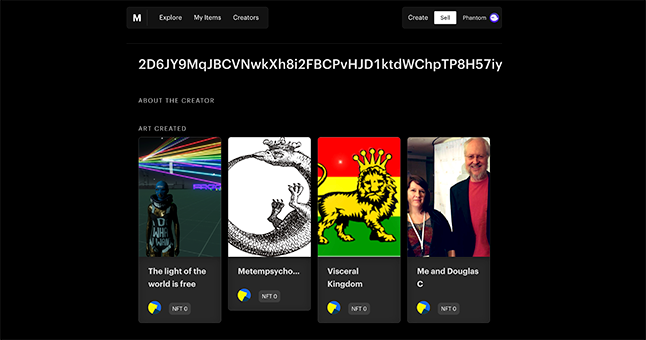 M
Explore
My Items
Creators
Create
Sell
Phantom
2D6JY9MqJBCVNwkXh8i2FBCPvHJD1ktdWChpTP8H57iy
ABOUT THE CREATOR
ART CREATED
The light of the
world is free
NFT 0
Metempsycho...
NFT 0
Visceral
Kingdom
NFT 0
Me and Douglas
C
NFT 0